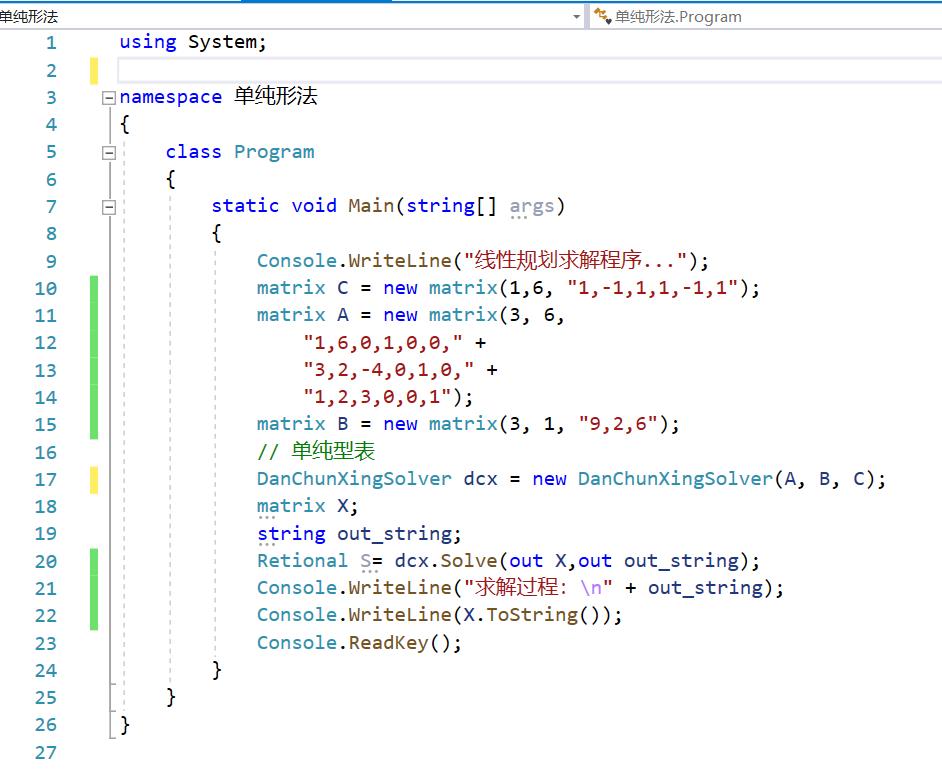 单纯形法
单纯形法.Program
1 using System;
2
3 namespace 单纯形法
4 {
5 class Program
6 {
7 static void Main(string[] args)
8 {
9 Console.WriteLine("线性规划求解程序...");
10 matrix C = new matrix(1,6, "1,-1,1,1,-1,1");
11 matrix A = new matrix(3, 6,
12 "1,6,0,1,0,0," +
13 "3,2,-4,0,1,0," +
14 "1,2,3,0,0,1");
15 matrix B = new matrix(3, 1, "9,2,6");
16 // 单纯型表
17 DanChunXingSolver dcx = new DanChunXingSolver(A, B, C);
18 matrix X;
19 string out_string;
20 Retional S= dcx.Solve(out X,out out_string);
21 Console.WriteLine("求解过程：\n" + out_string);
22 Console.WriteLine(X.ToString());
23 Console.ReadKey();
24 }
25 }
26 }
27